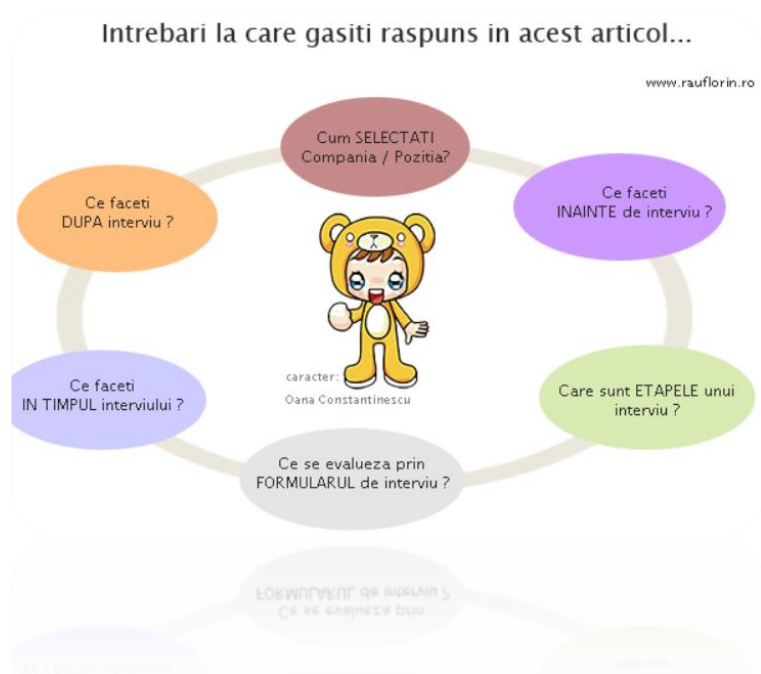 Intrebari la care gasiti raspuns in acest articol...
www.rauflorin.ro
Cum SELECTATI
Compania / Pozitia?
Ce faceti
INAINTE de interviu ?
Care sunt ETAPELE unui
interviu ?
Ce se evalueza prin
FORMULARUL de interviu ?
Ce faceti
IN TIMPUL interviului ?
Ce faceti
DUPA interviu ?
caracter:
Oana Constantinescu